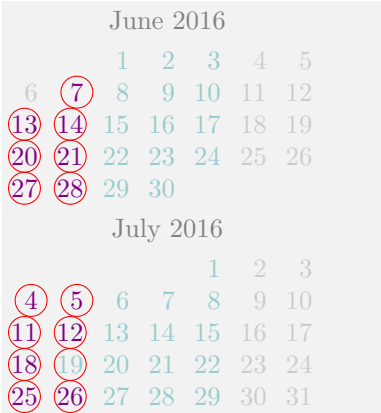 June 2016
1 2 3 4 5
6 7 8 9 10 11 12
13 14 15 16 17 18 19
20 21 22 23 24 25 26
27 28 29 30
July 2016
1 2 3
4 5 6 7 8 9 10
11 12 13 14 15 16 17
18 19 20 21 22 23 24
25 26 27 28 29 30 31